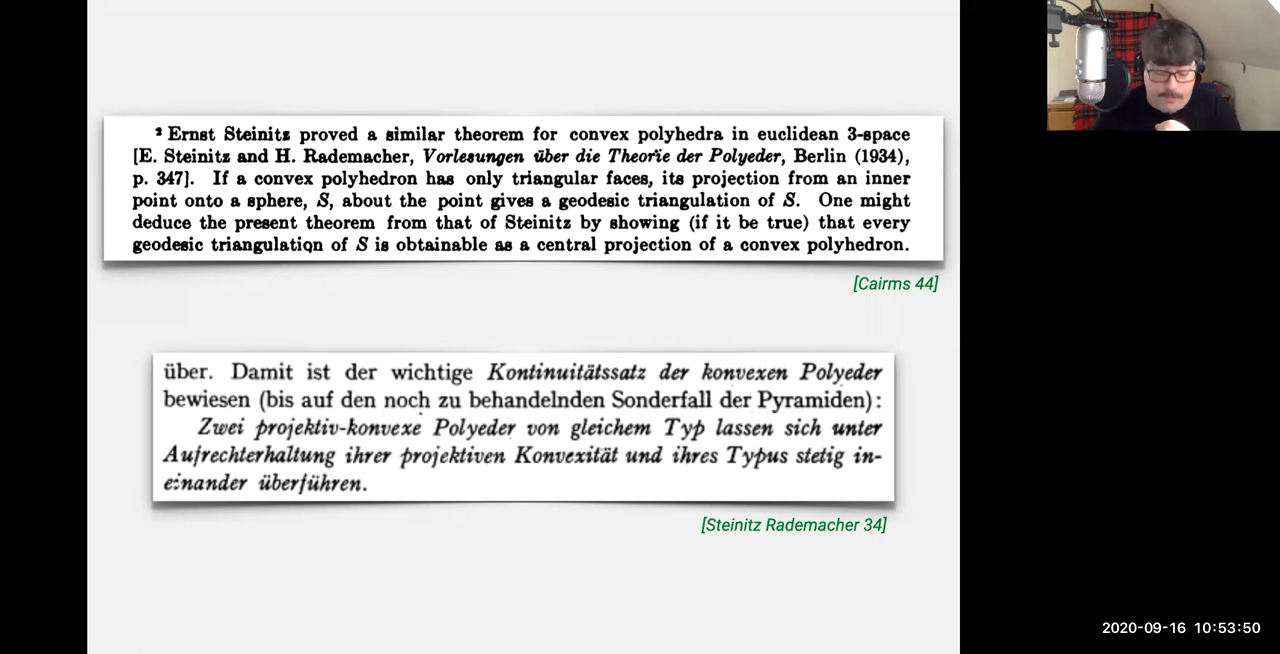 ² Ernst Steinitz proved a similar theorem for convex polyhedra in euclidean 3-space
[E. Steinitz and H. Rademacher, Vorlesungen über die Theorie der Polyeder, Berlin (1934),
p. 347]. If a convex polyhedron has only triangular faces, its projection from an inner
point onto a sphere, S, about the point gives a geodesic triangulation of S. One might
deduce the present theorem from that of Steinitz by showing (if it be true) that every
geodesic triangulation of S is obtainable as a central projection of a convex polyhedron.
[Cairms 44]
über. Damit ist der wichtige Kontinuitätssatz der konvexen Polyeder
bewiesen (bis auf den noch zu behandelnden Sonderfall der Pyramiden):
Zwei projektiv-konvexe Polyeder von gleichem Typ lassen sich unter
Aufrechterhaltung ihrer projektiven Konvexität und ihres Typus stetig in-
einander überführen.
[Steinitz Rademacher 34]
2020-09-16 10:53:50